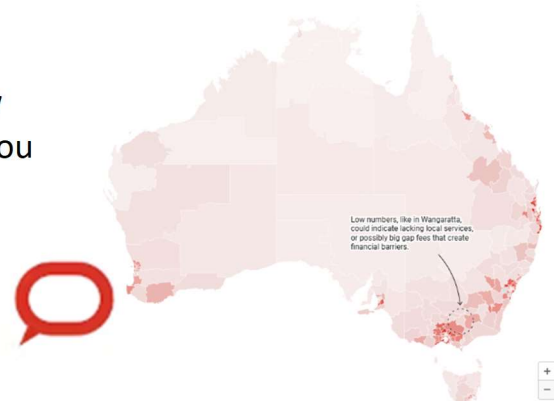 ou
Low numbers, like in Wangaratta,
could indicate lacking local services,
or possibly big gap fees that create
financial barriers.
+
−